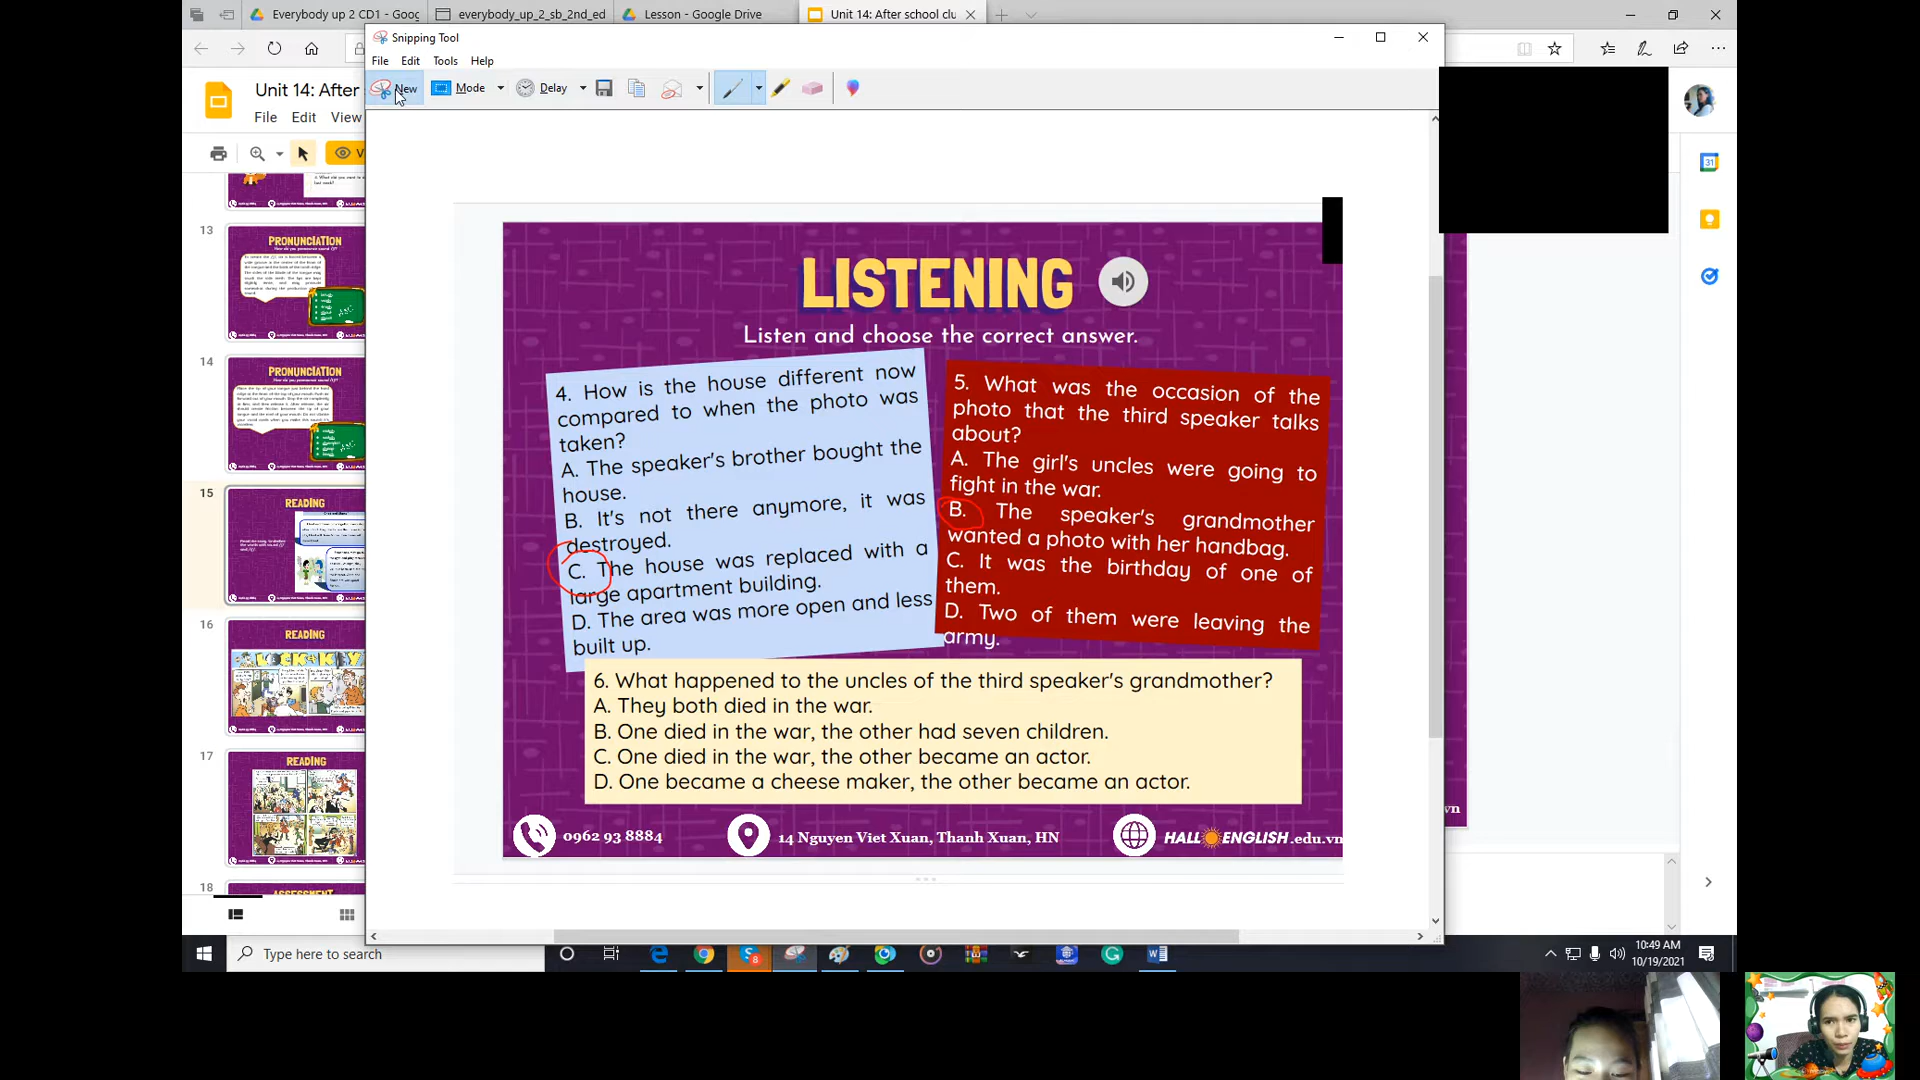 Everybody up 2 CD1 - Goog
everybody_up_2_sb_2nd_ed
Lesson - Google Drive
Unit 14: After school clu
Snipping Tool
File Edit Tools Help
New Mode Delay
Unit 14: After
File Edit View
13
PRONUNCIATION
14
PRONUNCIATION
15
READING
16
READING
LOCK KEY
17
READING
18
ASSESSMENT
31
LISTENING
Listen and choose the correct answer.
4. How is the house different now
compared to when the photo was
taken?
A. The speaker's brother bought the
house.
B. It's not there anymore, it was
destroyed.
C. The house was replaced with a
large apartment building.
D. The area was more open and less
built up.
5. What was the occasion of the
photo that the third speaker talks
about?
A. The girl's uncles were going to
fight in the war.
B. The speaker's grandmother
wanted a photo with her handbag.
C. It was the birthday of one of
them.
D. Two of them were leaving the
army.
6. What happened to the uncles of the third speaker's grandmother?
A. They both died in the war.
B. One died in the war, the other had seven children.
C. One died in the war, the other became an actor.
D. One became a cheese maker, the other became an actor.
0962 93 8884
14 Nguyen Viet Xuan, Thanh Xuan, HN
HALLO ENGLISH.edu.vn
vn
Type here to search
8
10:49 AM
10/19/2021